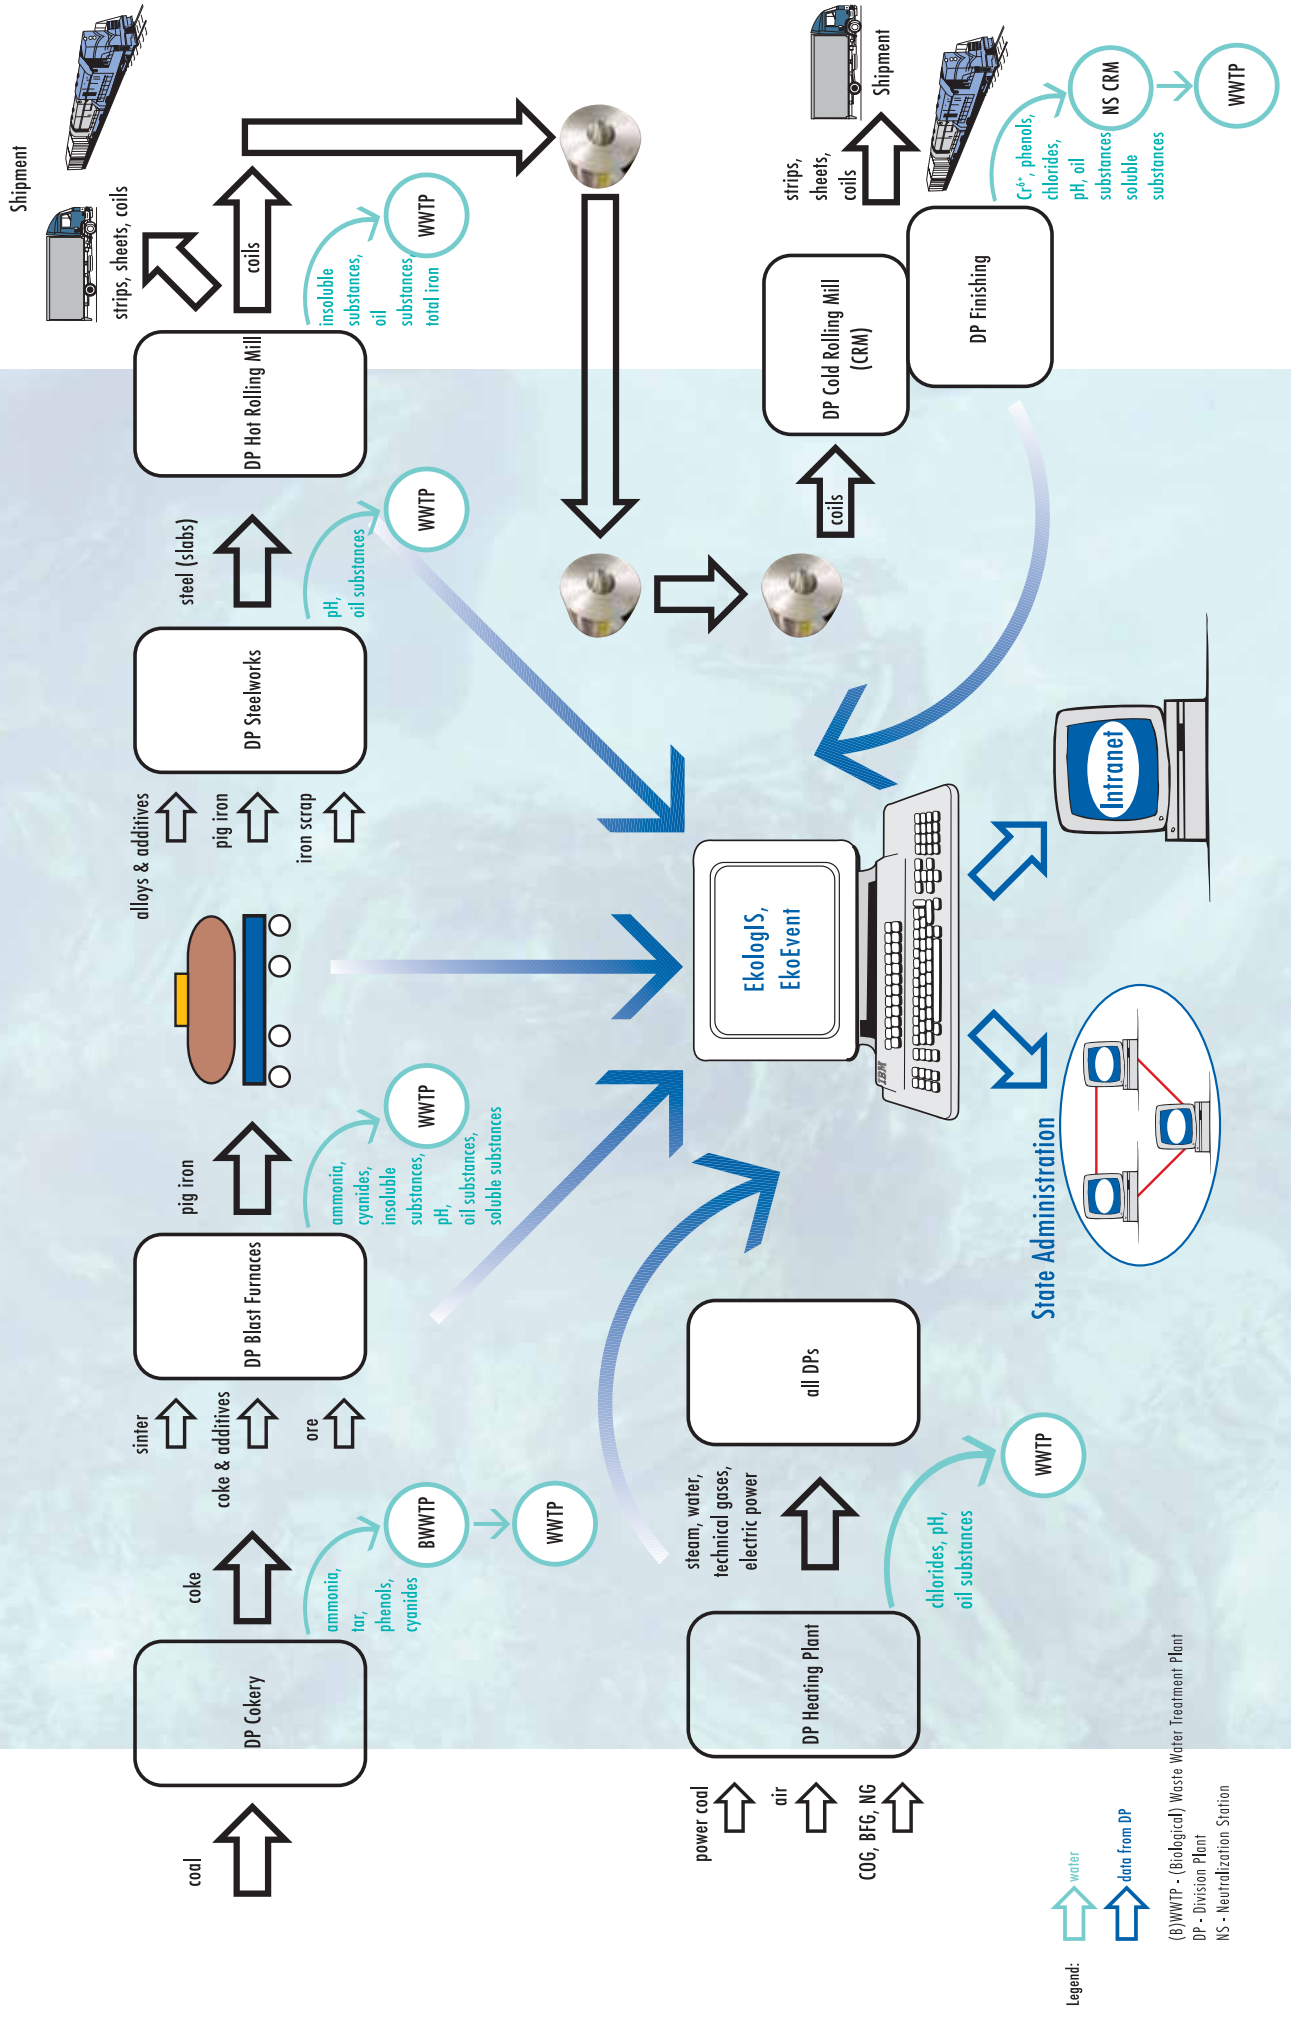 coal
DP Cokery
coke
ammonia,
tar,
phenols,
cyanides
BWWTP
WWTP
sinter
coke & additives
ore
DP Blast Furnaces
pig iron
ammonia,
cyanides,
insoluble
substances,
pH,
oil substances,
soluble substances
WWTP
alloys & additives
pig iron
iron scrap
DP Steelworks
steel (slabs)
pH,
oil substances
WWTP
DP Hot Rolling Mill
strips, sheets, coils
Shipment
coils
insoluble
substances,
oil
substances,
total iron
WWTP
power coal
air
COG, BFG, NG
DP Heating Plant
steam, water,
technical gases,
electric power
all DPs
chlorides, pH,
oil substances
WWTP
EkologIS,
EkoEvent
IBM
State Administration
Intranet
coils
DP Cold Rolling Mill
(CRM)
DP Finishing
strips,
sheets,
coils
Shipment
Cr⁶⁺, phenols,
chlorides,
pH, oil
substances
soluble
substances
NS CRM
WWTP
Legend:
water
data from DP
(B)WWTP - (Biological) Waste Water Treatment Plant
DP - Division Plant
NS - Neutralization Station